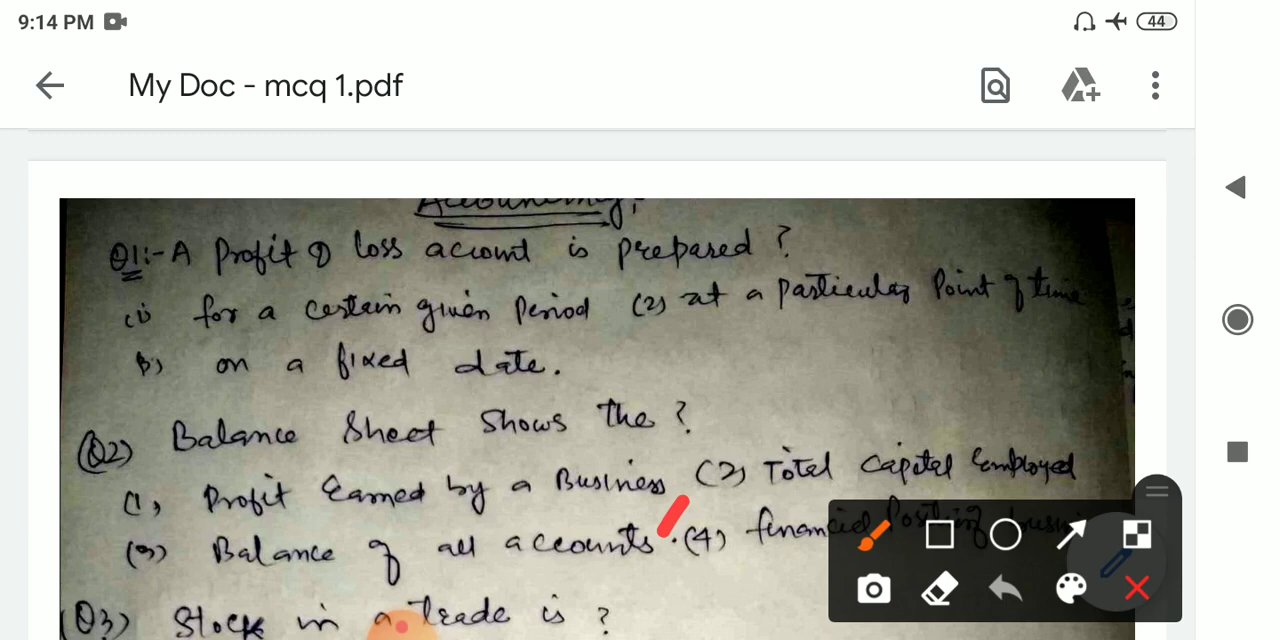 9:14 PM
44
My Doc - mcq 1.pdf
Accountancy,
Q1:- A Profit & loss account is prepared ?
(i) for a certain given Period (2) at a particular Point of time
(3) on a fixed date.
(Q2) Balance Sheet Shows the ?
(1) Profit Earned by a Business (2) Total Capital Employed
(3) Balance of all accounts. (4) financial
(Q3) Stock in a trade is ?